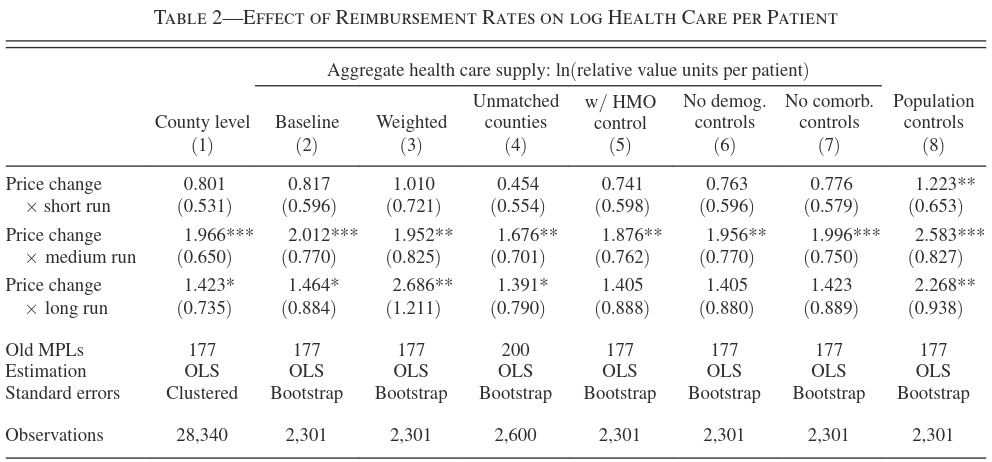 TABLE 2—EFFECT OF REIMBURSEMENT RATES ON LOG HEALTH CARE PER PATIENT
Aggregate health care supply: ln(relative value units per patient)
Unmatched w/ HMO No demog. No comorb. Population
County level Baseline Weighted counties control controls controls controls
(1) (2) (3) (4) (5) (6) (7) (8)
Price change 0.801 0.817 1.010 0.454 0.741 0.763 0.776 1.223**
× short run (0.531) (0.596) (0.721) (0.554) (0.598) (0.596) (0.579) (0.653)
Price change 1.966*** 2.012*** 1.952** 1.676** 1.876** 1.956** 1.996*** 2.583***
× medium run (0.650) (0.770) (0.825) (0.701) (0.762) (0.770) (0.750) (0.827)
Price change 1.423* 1.464* 2.686** 1.391* 1.405 1.405 1.423 2.268**
× long run (0.735) (0.884) (1.211) (0.790) (0.888) (0.880) (0.889) (0.938)
Old MPLs 177 177 177 200 177 177 177 177
Estimation OLS OLS OLS OLS OLS OLS OLS OLS
Standard errors Clustered Bootstrap Bootstrap Bootstrap Bootstrap Bootstrap Bootstrap Bootstrap
Observations 28,340 2,301 2,301 2,600 2,301 2,301 2,301 2,301